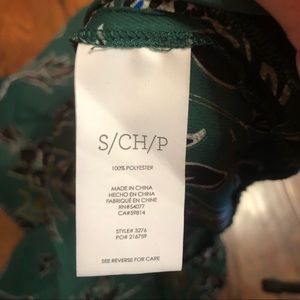 S/CH/P
100% POLYESTER
MADE IN CHINA
HECHO EN CHINA
FABRIQUÉ EN CHINE
RN#54077
CA#59814
STYLE# 3276
PO# 216759
SEE REVERSE FOR CARE